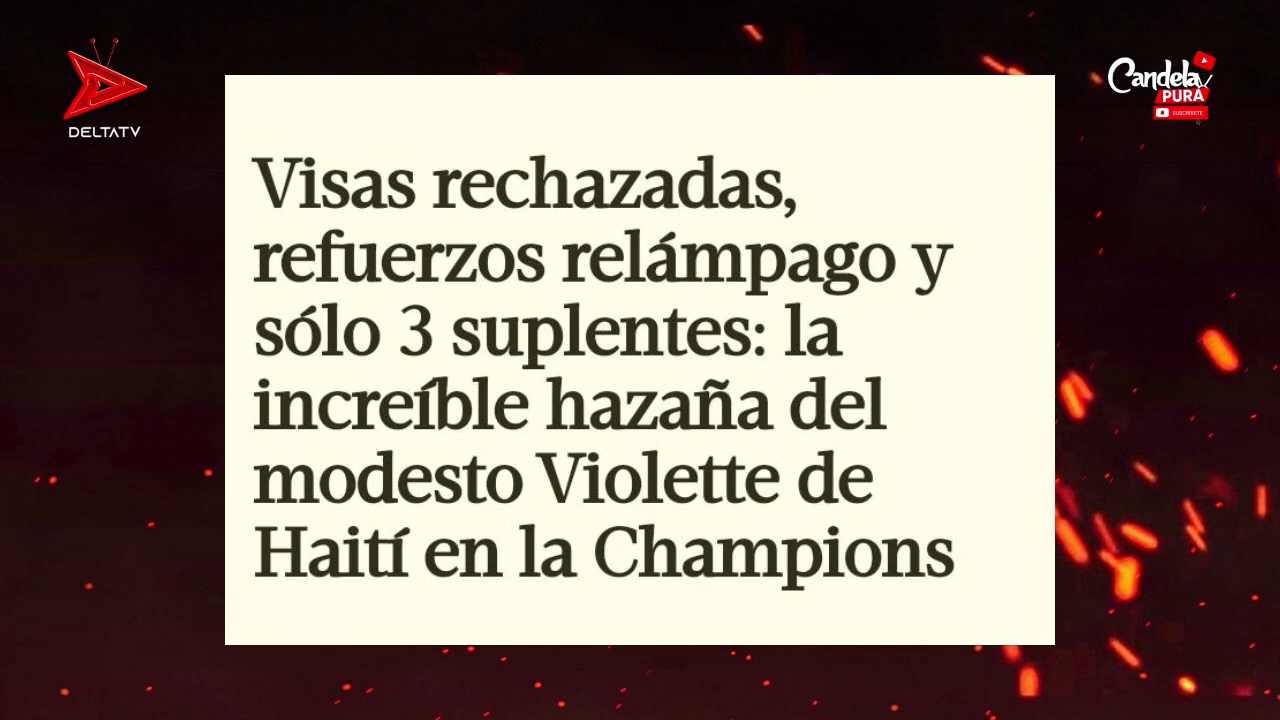 DELTATV
Candela
PURA
SUSCRÍBETE
Visas rechazadas,
refuerzos relámpago y
sólo 3 suplentes: la
increíble hazaña del
modesto Violette de
Haití en la Champions